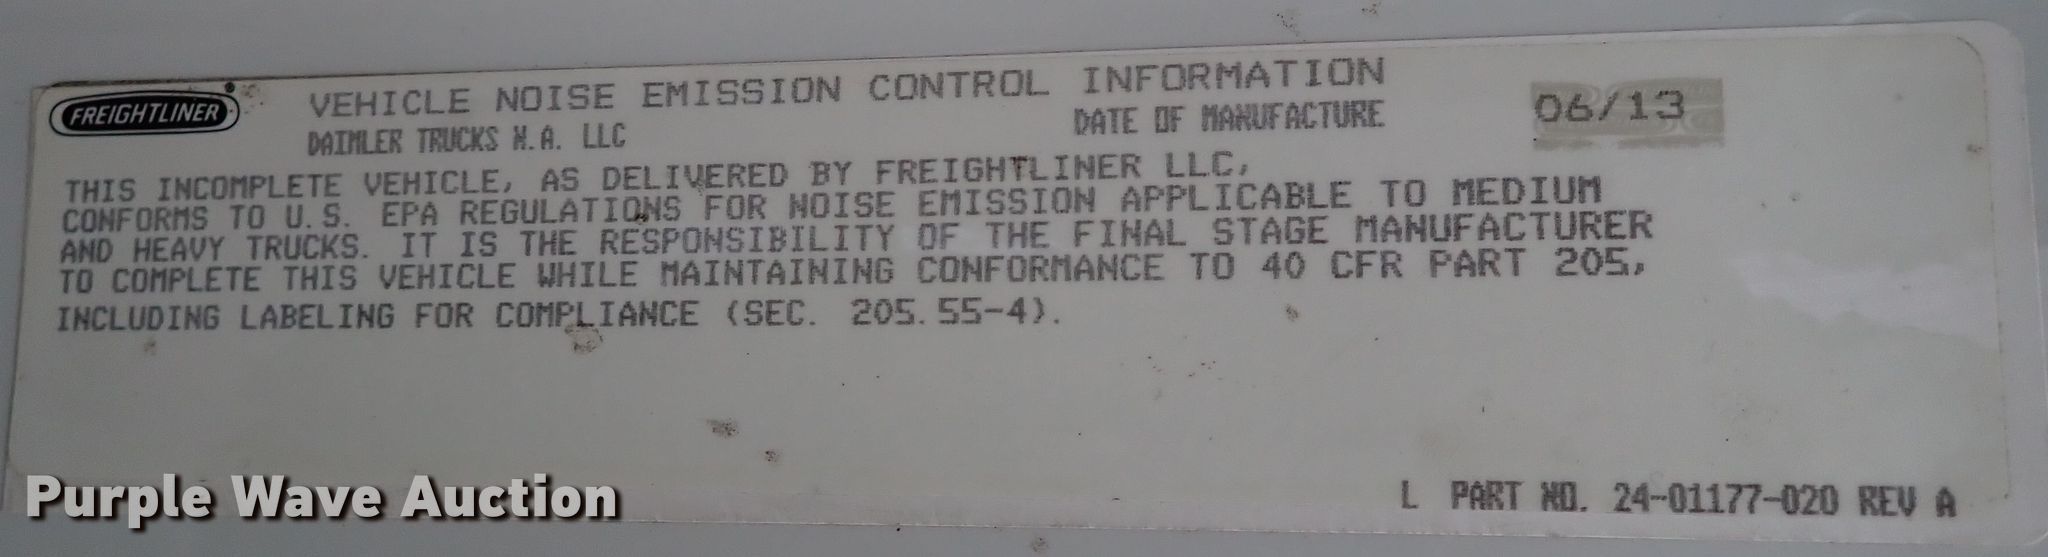 FREIGHTLINER®
VEHICLE NOISE EMISSION CONTROL INFORMATION
DAIMLER TRUCKS N.A. LLC
DATE OF MANUFACTURE
06/13
THIS INCOMPLETE VEHICLE, AS DELIVERED BY FREIGHTLINER LLC,
CONFORMS TO U.S. EPA REGULATIONS FOR NOISE EMISSION APPLICABLE TO MEDIUM
AND HEAVY TRUCKS. IT IS THE RESPONSIBILITY OF THE FINAL STAGE MANUFACTURER
TO COMPLETE THIS VEHICLE WHILE MAINTAINING CONFORMANCE TO 40 CFR PART 205,
INCLUDING LABELING FOR COMPLIANCE (SEC. 205.55-4).
L PART NO. 24-01177-020 REV A
Purple Wave Auction